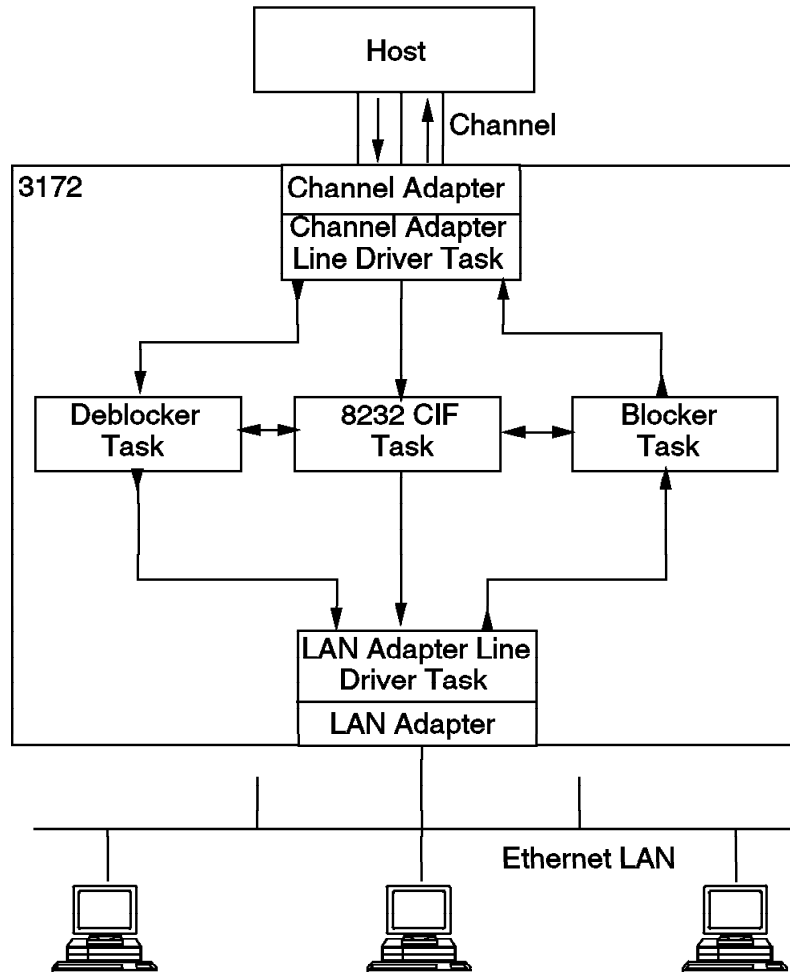 Host
Channel
3172
Channel Adapter
Channel Adapter
Line Driver Task
Deblocker
Task
8232 CIF
Task
Blocker
Task
LAN Adapter Line
Driver Task
LAN Adapter
Ethernet LAN